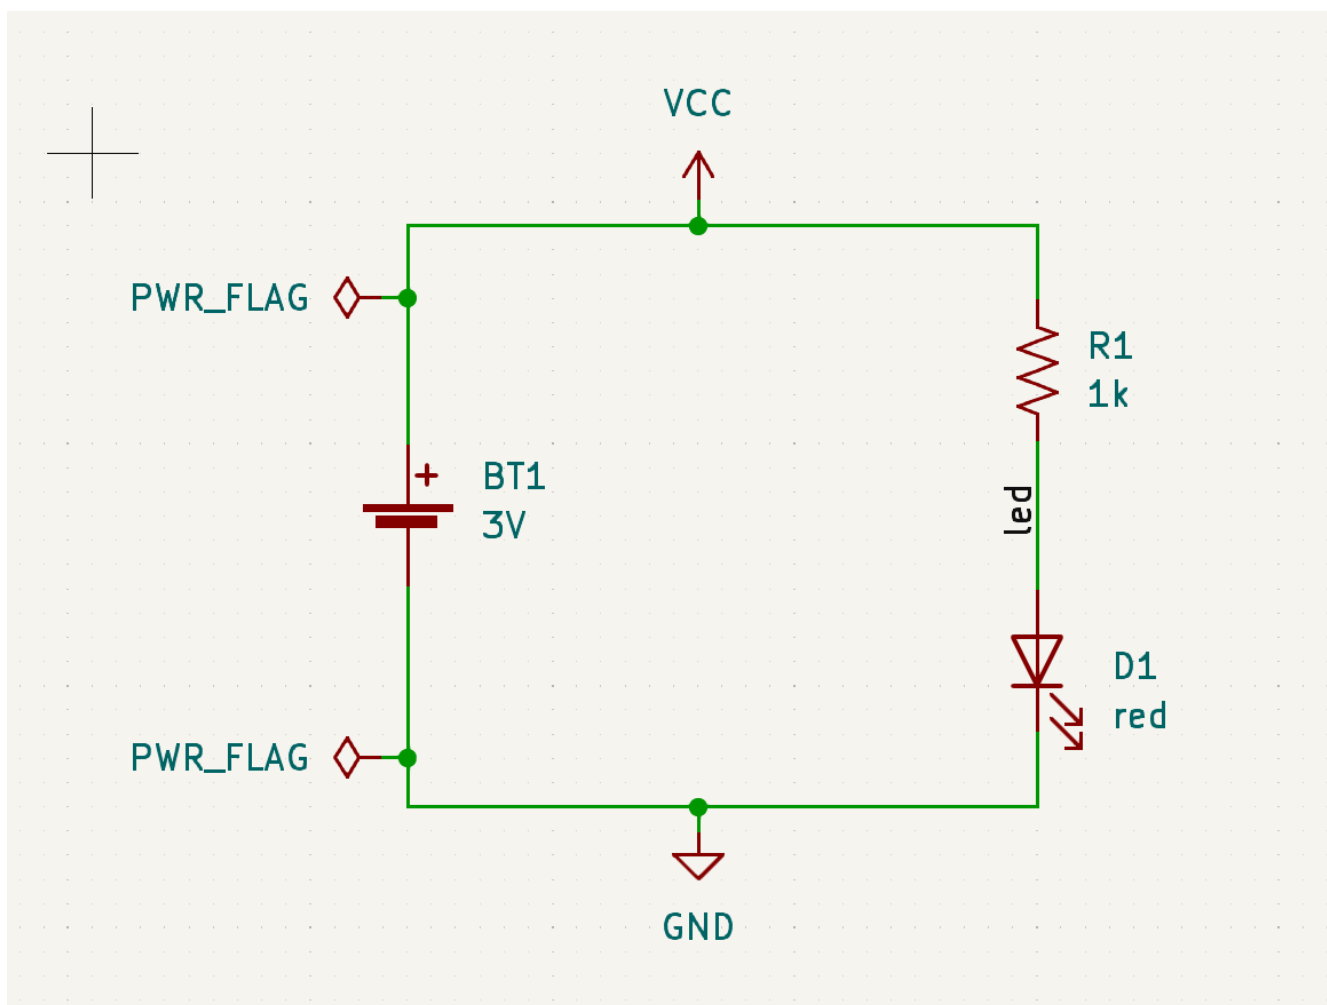 VCC
PWR_FLAG
R1
1k
BT1
3V
led
D1
red
PWR_FLAG
GND